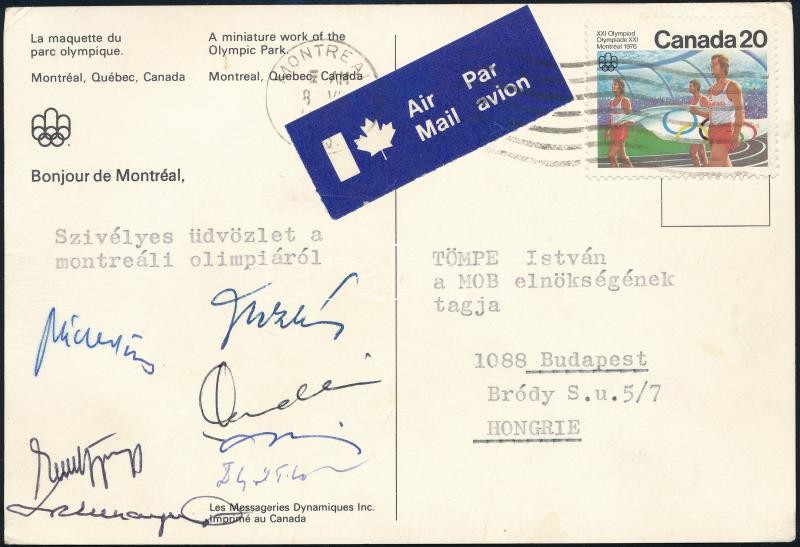 La maquette du
parc olympique.
Montréal, Québec, Canada
A miniature work of the
Olympic Park.
Montreal, Quebec, Canada
Bonjour de Montréal,
MONTREAL
Air Par
Mail avion
XXI Olympiad
Olympiade XXI
Montréal 1976
Canada 20
Szivélyes üdvözlet a
montreáli olimpiáról
TÖMPE István
a MOB elnökségének
tagja
1088 Budapest
Bródy S.u.5/7
HONGRIE
Les Messageries Dynamiques Inc.
Imprimé au Canada